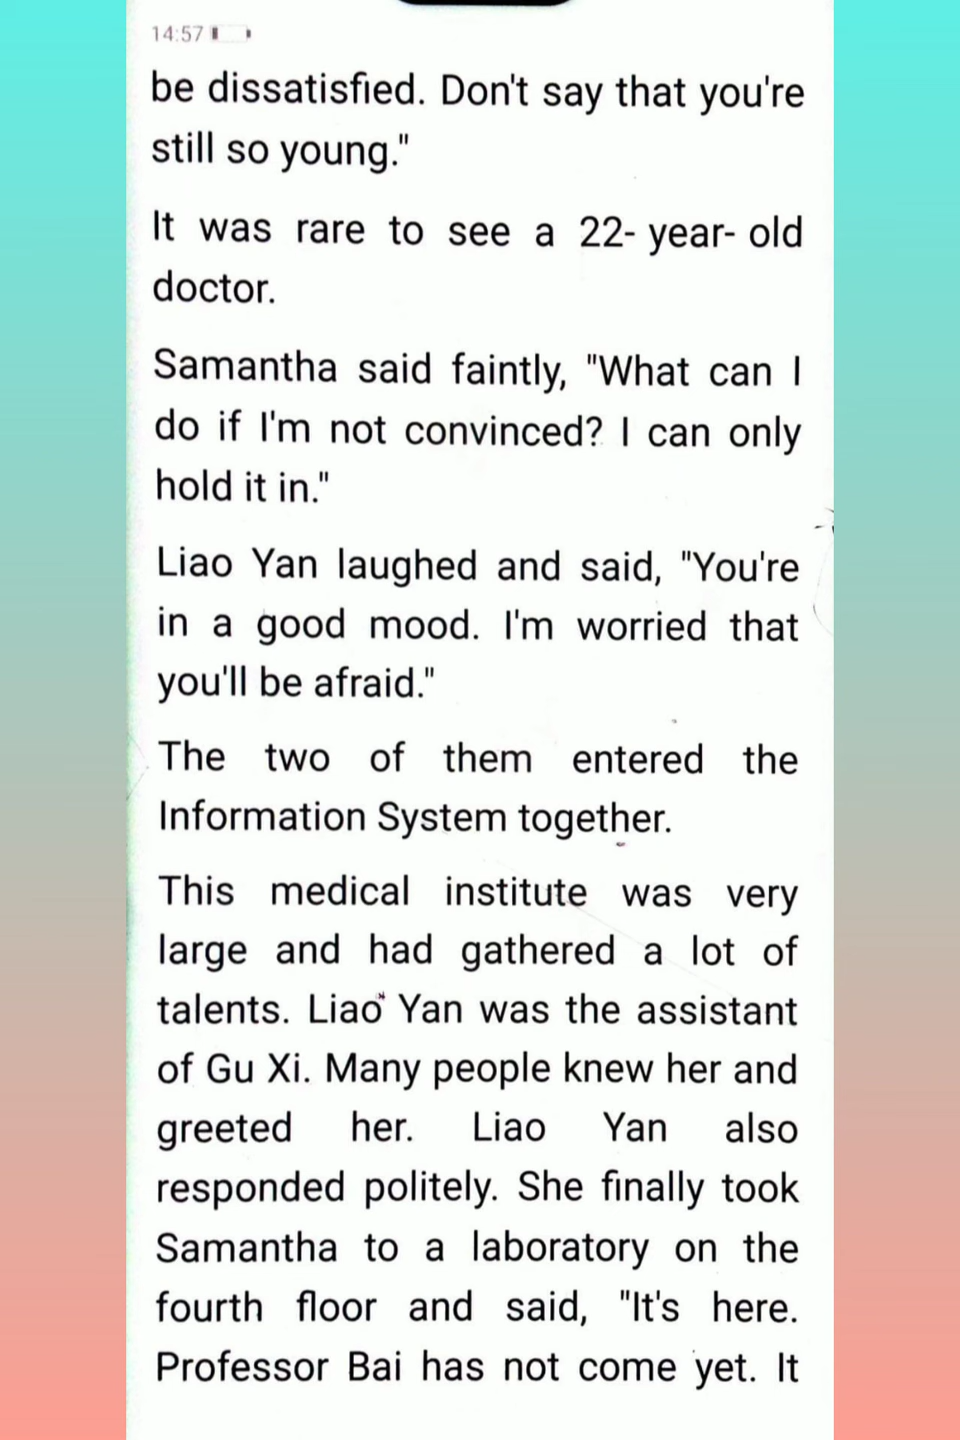 14:57
be dissatisfied. Don't say that you're
still so young."
It was rare to see a 22- year- old
doctor.
Samantha said faintly, "What can I
do if I'm not convinced? I can only
hold it in."
Liao Yan laughed and said, "You're
in a good mood. I'm worried that
you'll be afraid."
The two of them entered the
Information System together.
This medical institute was very
large and had gathered a lot of
talents. Liao Yan was the assistant
of Gu Xi. Many people knew her and
greeted her. Liao Yan also
responded politely. She finally took
Samantha to a laboratory on the
fourth floor and said, "It's here.
Professor Bai has not come yet. It